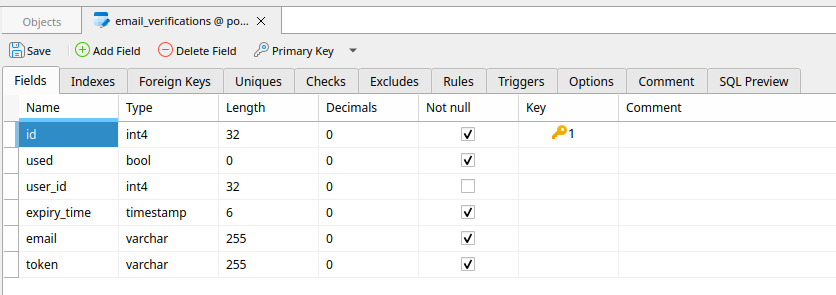 Objects email_verifications @ po...
Save Add Field Delete Field Primary Key
Fields Indexes Foreign Keys Uniques Checks Excludes Rules Triggers Options Comment SQL Preview
Name Type Length Decimals Not null Key Comment
id int4 32 0 1
used bool 0 0
user_id int4 32 0
expiry_time timestamp 6 0
email varchar 255 0
token varchar 255 0